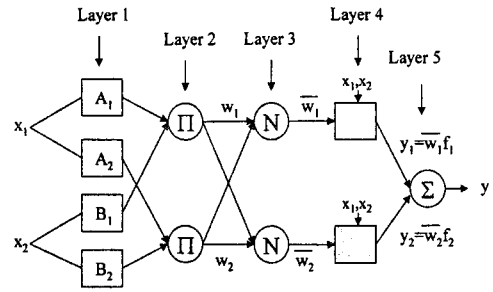 Layer 1
Layer 2
Layer 3
Layer 4
Layer 5
x₁
x₂
A₁
A₂
B₁
B₂
Π
Π
w₁
w₂
N
N
w̅₁
w̅₂
x₁,x₂
x₁,x₂
y₁=w̅₁f₁
y₂=w̅₂f₂
Σ
y